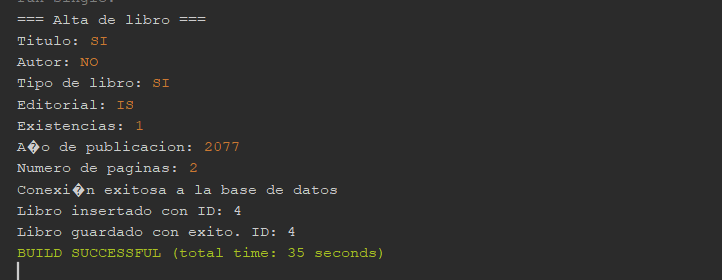 === Alta de libro ===
Titulo: SI
Autor: NO
Tipo de libro: SI
Editorial: IS
Existencias: 1
A�o de publicacion: 2077
Numero de paginas: 2
Conexi�n exitosa a la base de datos
Libro insertado con ID: 4
Libro guardado con exito. ID: 4
BUILD SUCCESSFUL (total time: 35 seconds)